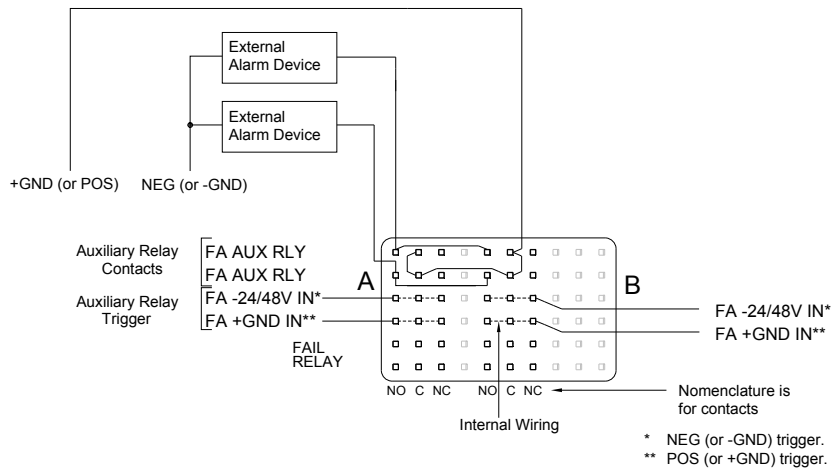 External
Alarm Device
External
Alarm Device
+GND (or POS)
NEG (or -GND)
Auxiliary Relay
Contacts
FA AUX RLY
FA AUX RLY
Auxiliary Relay
Trigger
FA -24/48V IN*
FA +GND IN**
FAIL
RELAY
A
B
FA -24/48V IN*
FA +GND IN**
NO C NC NO C NC
Internal Wiring
Nomenclature is
for contacts
* NEG (or -GND) trigger.
** POS (or +GND) trigger.